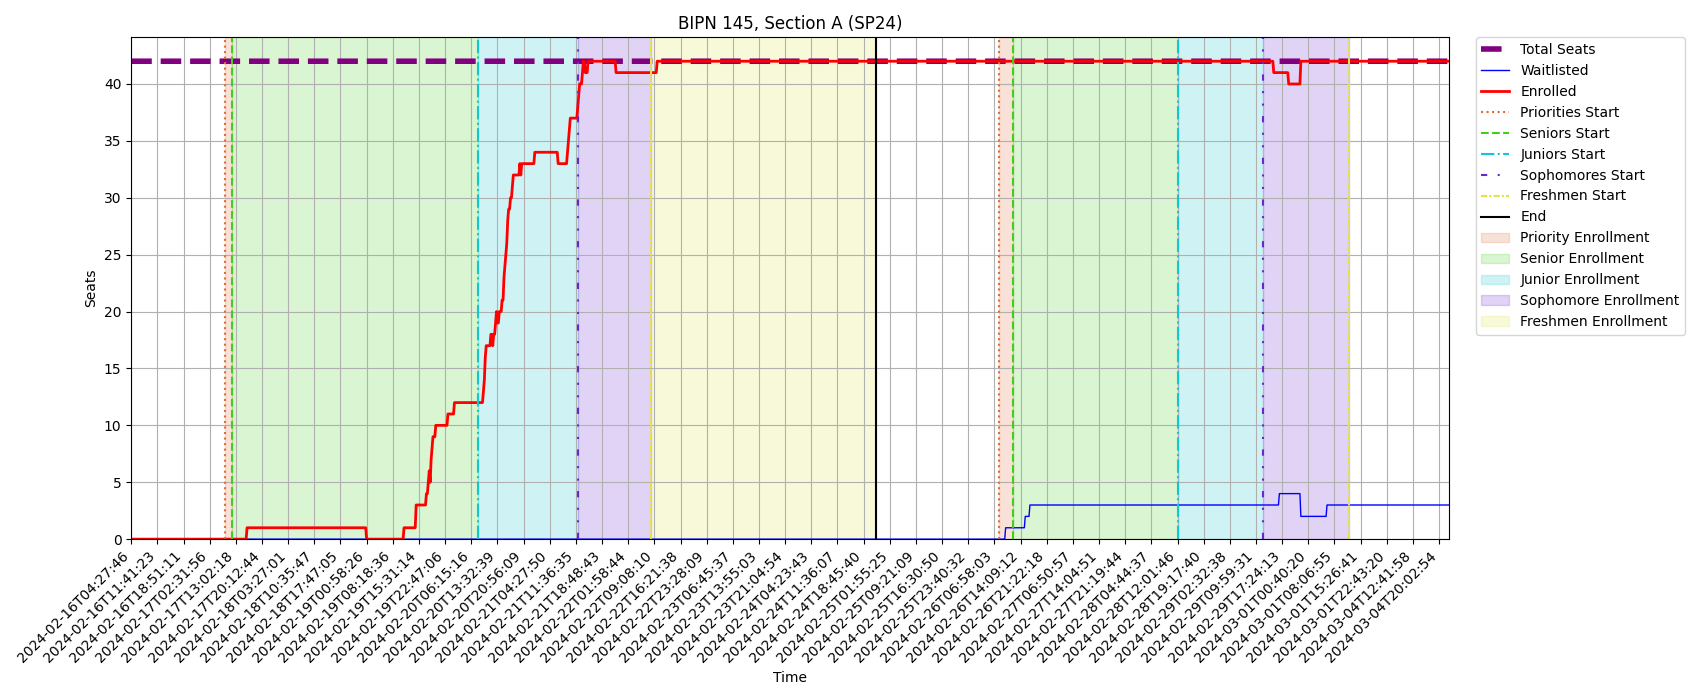 BIPN 145, Section A (SP24)
Seats
40
35
30
25
20
15
10
5
0
2024-02-16T04:27:46
2024-02-16T11:41:23
2024-02-16T18:51:11
2024-02-17T02:31:56
2024-02-17T13:02:18
2024-02-17T20:12:44
2024-02-18T03:27:01
2024-02-18T10:35:47
2024-02-18T17:47:05
2024-02-19T00:58:26
2024-02-19T08:18:36
2024-02-19T15:31:14
2024-02-19T22:47:06
2024-02-20T06:15:16
2024-02-20T13:32:39
2024-02-20T20:56:09
2024-02-21T04:27:50
2024-02-21T11:36:35
2024-02-21T18:48:43
2024-02-22T01:58:44
2024-02-22T09:08:10
2024-02-22T16:21:38
2024-02-22T23:28:09
2024-02-23T06:45:37
2024-02-23T13:55:03
2024-02-23T21:04:54
2024-02-24T04:23:43
2024-02-24T11:36:07
2024-02-24T18:45:40
2024-02-25T01:55:25
2024-02-25T09:21:09
2024-02-25T16:30:50
2024-02-25T23:40:32
2024-02-26T06:58:03
2024-02-26T14:09:12
2024-02-26T21:22:18
2024-02-27T06:50:57
2024-02-27T14:04:51
2024-02-27T21:19:44
2024-02-28T04:44:37
2024-02-28T12:01:46
2024-02-28T19:17:40
2024-02-29T02:32:38
2024-02-29T09:59:31
2024-02-29T17:24:13
2024-03-01T00:40:20
2024-03-01T08:06:55
2024-03-01T15:26:41
2024-03-01T22:43:20
2024-03-04T12:41:58
2024-03-04T20:02:54
Time
Total Seats
Waitlisted
Enrolled
Priorities Start
Seniors Start
Juniors Start
Sophomores Start
Freshmen Start
End
Priority Enrollment
Senior Enrollment
Junior Enrollment
Sophomore Enrollment
Freshmen Enrollment